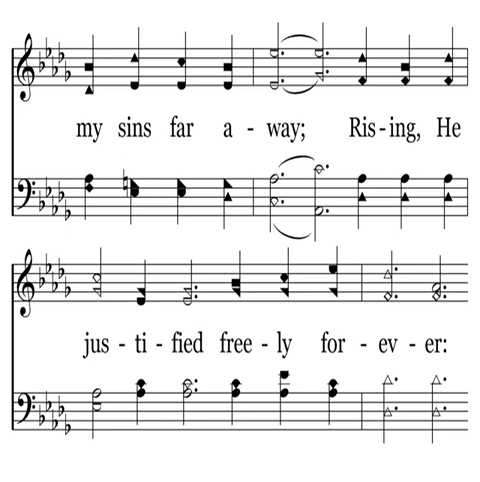 my sins far a - way; Ris - ing, He
jus - ti - fied free - ly for - ev - er: